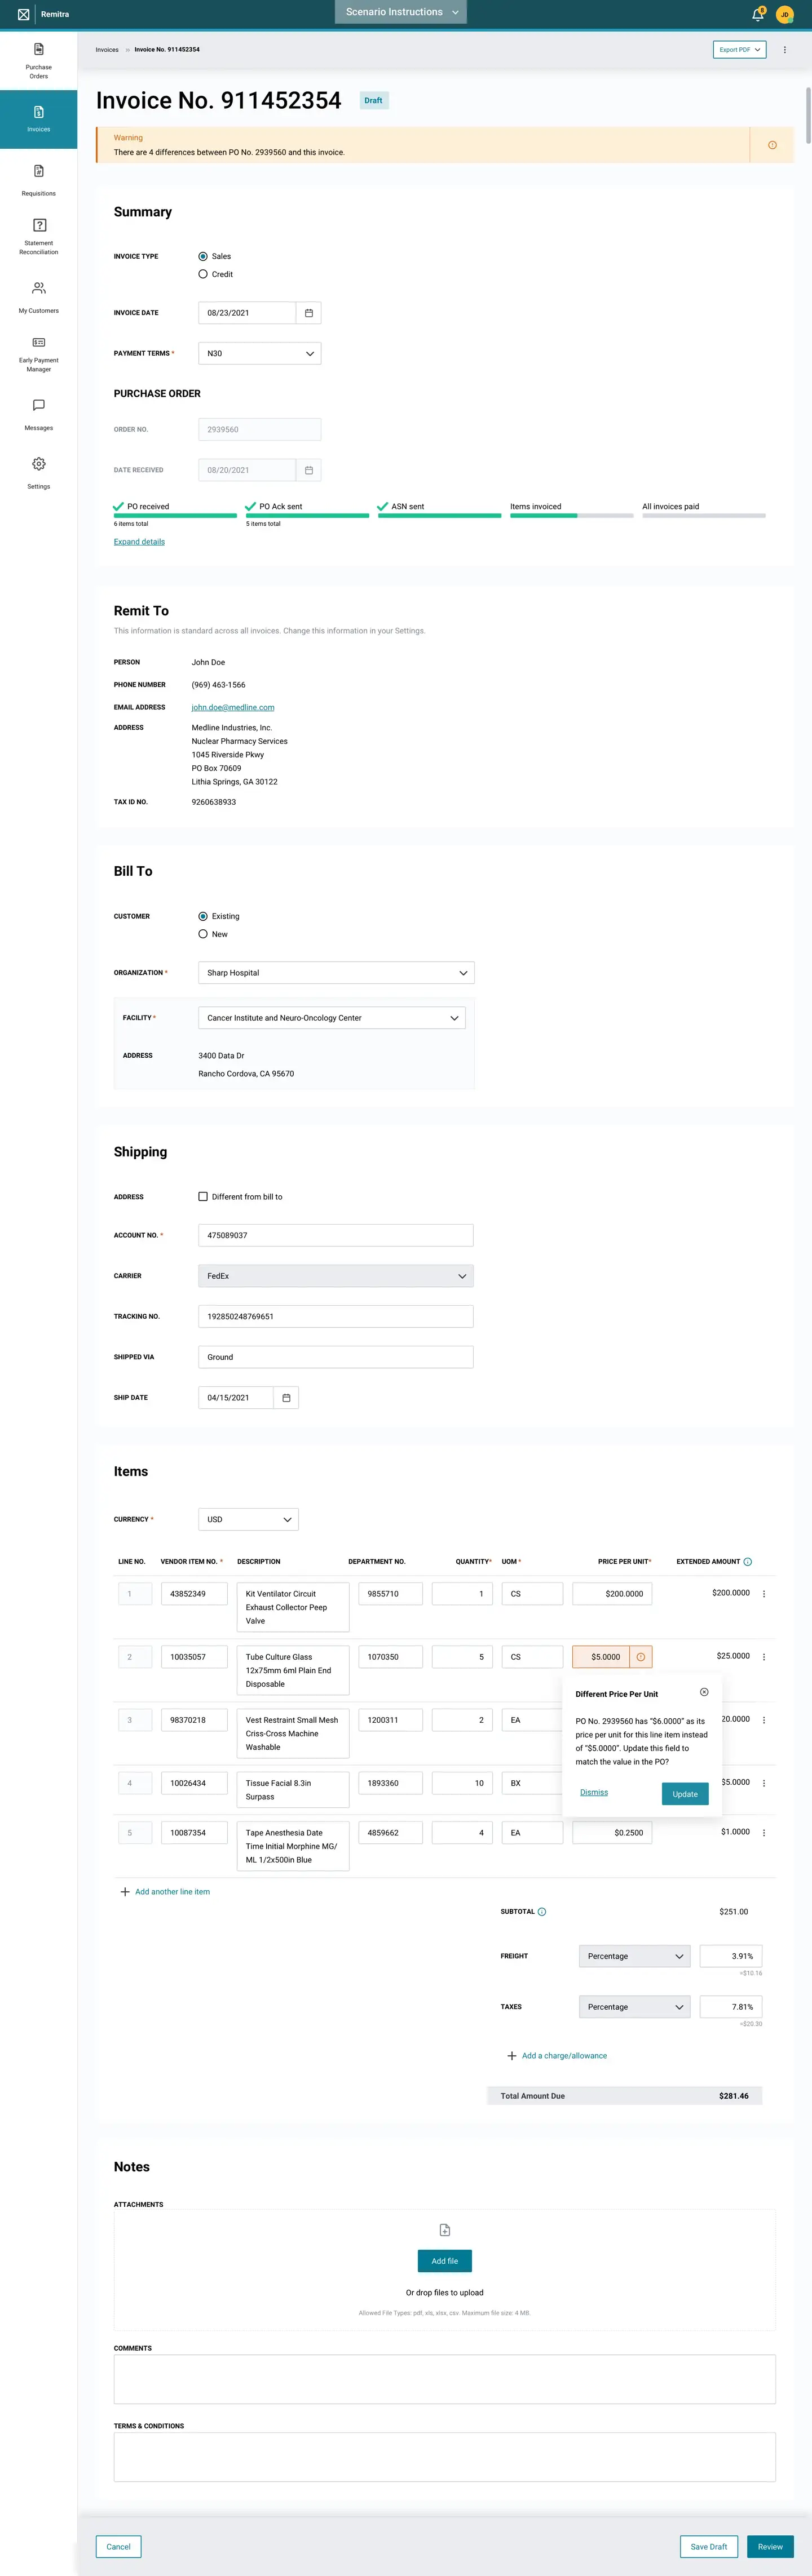 Remitra
Scenario Instructions
8
JD
Purchase
Orders
Invoices
Requisitions
Statement
Reconciliation
My Customers
Early Payment
Manager
Messages
Settings
Invoices » Invoice No. 911452354
Export PDF
Invoice No. 911452354
Draft
Warning
There are 4 differences between PO No. 2939560 and this invoice.
Summary
INVOICE TYPE
Sales
Credit
INVOICE DATE
08/23/2021
PAYMENT TERMS *
N30
PURCHASE ORDER
ORDER NO.
2939560
DATE RECEIVED
08/20/2021
PO received
PO Ack sent
ASN sent
Items invoiced
All invoices paid
6 items total
5 items total
Expand details
Remit To
This information is standard across all invoices. Change this information in your Settings.
PERSON
John Doe
PHONE NUMBER
(969) 463-1566
EMAIL ADDRESS
john.doe@medline.com
ADDRESS
Medline Industries, Inc.
Nuclear Pharmacy Services
1045 Riverside Pkwy
PO Box 70609
Lithia Springs, GA 30122
TAX ID NO.
9260638933
Bill To
CUSTOMER
Existing
New
ORGANIZATION *
Sharp Hospital
FACILITY *
Cancer Institute and Neuro-Oncology Center
ADDRESS
3400 Data Dr
Rancho Cordova, CA 95670
Shipping
ADDRESS
Different from bill to
ACCOUNT NO. *
475089037
CARRIER
FedEx
TRACKING NO.
192850248769651
SHIPPED VIA
Ground
SHIP DATE
04/15/2021
Items
CURRENCY *
USD
LINE NO. VENDOR ITEM NO. * DESCRIPTION DEPARTMENT NO. QUANTITY* UOM * PRICE PER UNIT* EXTENDED AMOUNT
1 43852349 Kit Ventilator Circuit 9855710 1 CS $200.0000 $200.0000
Exhaust Collector Peep
Valve
2 10035057 Tube Culture Glass 1070350 5 CS $5.0000 $25.0000
12x75mm 6ml Plain End
Disposable
3 98370218 Vest Restraint Small Mesh 1200311 2 EA 20.0000
Criss-Cross Machine
Washable
4 10026434 Tissue Facial 8.3in 1893360 10 BX $5.0000
Surpass
5 10087354 Tape Anesthesia Date 4859662 4 EA $0.2500 $1.0000
Time Initial Morphine MG/
ML 1/2x500in Blue
Different Price Per Unit
PO No. 2939560 has "$6.0000" as its
price per unit for this line item instead
of "$5.0000". Update this field to
match the value in the PO?
Dismiss
Update
Add another line item
SUBTOTAL
$251.00
FREIGHT
Percentage
3.91%
≈$10.16
TAXES
Percentage
7.81%
≈$20.30
Add a charge/allowance
Total Amount Due
$281.46
Notes
ATTACHMENTS
Add file
Or drop files to upload
Allowed File Types: pdf, xls, xlsx, csv. Maximum file size: 4 MB.
COMMENTS
TERMS & CONDITIONS
Cancel
Save Draft
Review